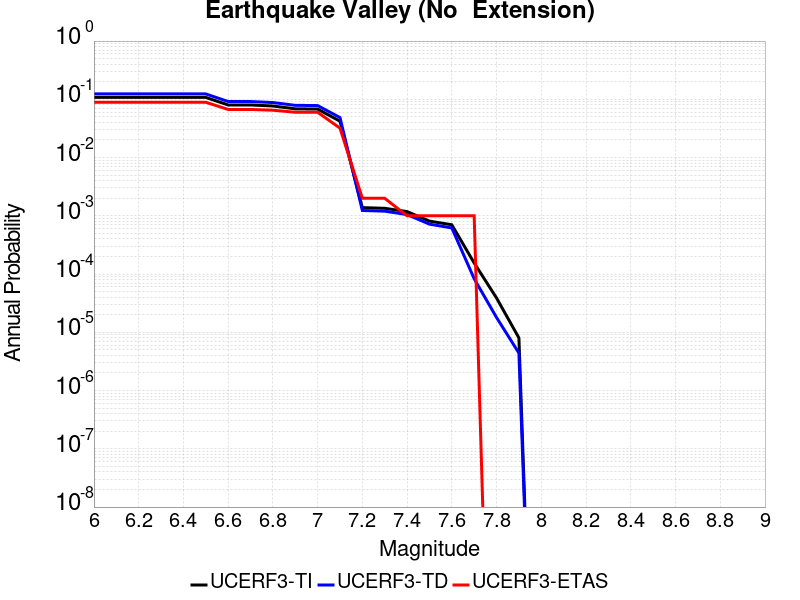 Earthquake Valley (No  Extension)
10^0
10^-1
10^-2
10^-3
10^-4
10^-5
10^-6
10^-7
10^-8
Annual Probability
6 6.2 6.4 6.6 6.8 7 7.2 7.4 7.6 7.8 8 8.2 8.4 8.6 8.8 9
Magnitude
UCERF3-TI UCERF3-TD UCERF3-ETAS